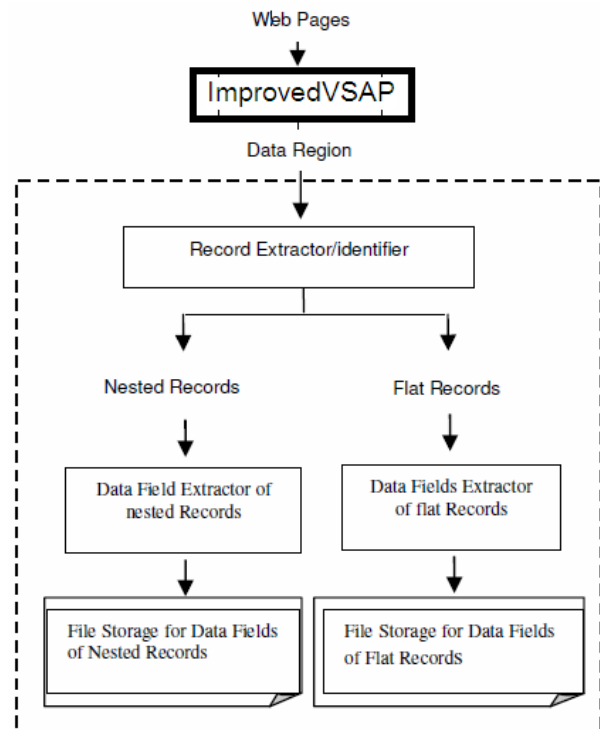 Web Pages
ImprovedVSAP
Data Region
Record Extractor/identifier
Nested Records
Flat Records
Data Field Extractor of
nested Records
Data Fields Extractor
of flat Records
File Storage for Data Fields
of Nested Records
File Storage for Data Fields
of Flat Records